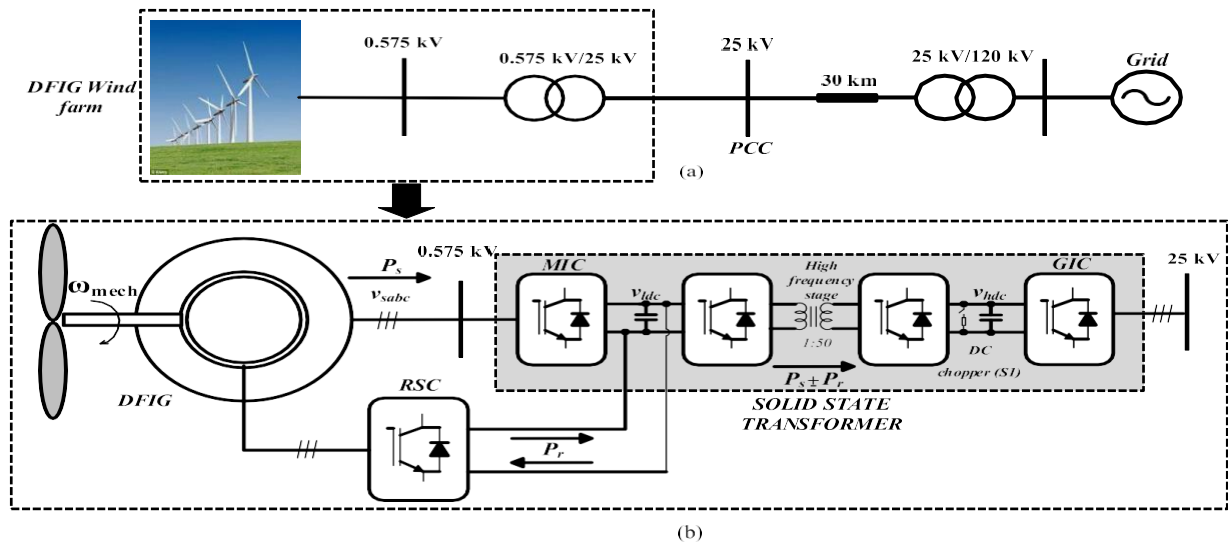 0.575 kV
0.575 kV/25 kV
25 kV
25 kV/120 kV
Grid
DFIG Wind
farm
30 km
PCC
(a)
ωmech
Ps
vsabc
0.575 kV
MIC
vldc
High
frequency
stage
1:50
vhdc
GIC
25 kV
DC
chopper (S1)
Ps ± Pr
SOLID STATE
TRANSFORMER
DFIG
RSC
Pr
(b)